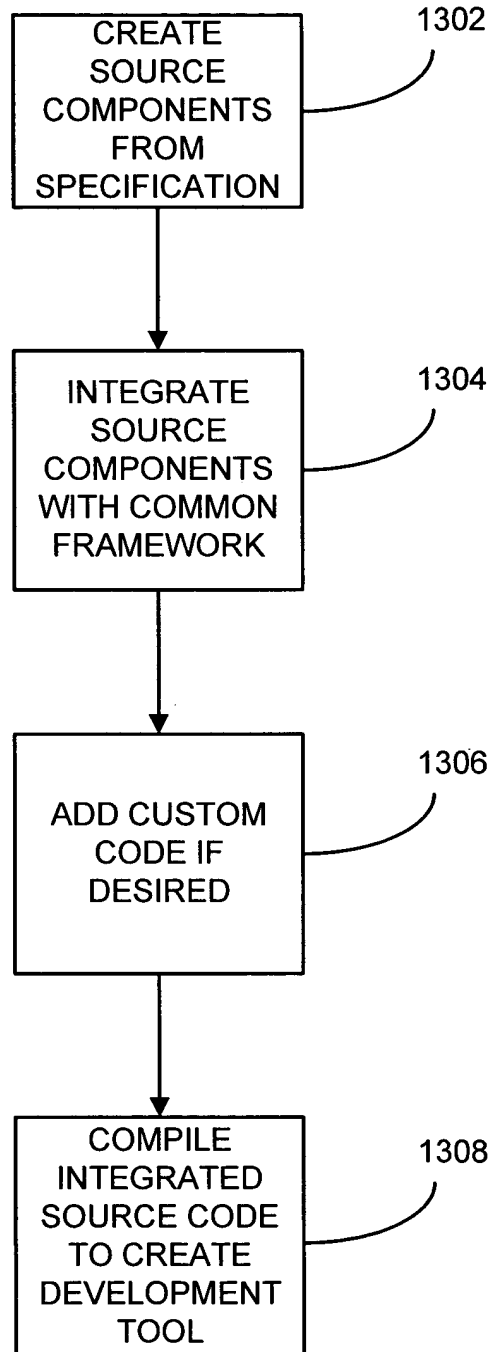 CREATE
SOURCE
COMPONENTS
FROM
SPECIFICATION
1302
INTEGRATE
SOURCE
COMPONENTS
WITH COMMON
FRAMEWORK
1304
ADD CUSTOM
CODE IF
DESIRED
1306
COMPILE
INTEGRATED
SOURCE CODE
TO CREATE
DEVELOPMENT
TOOL
1308